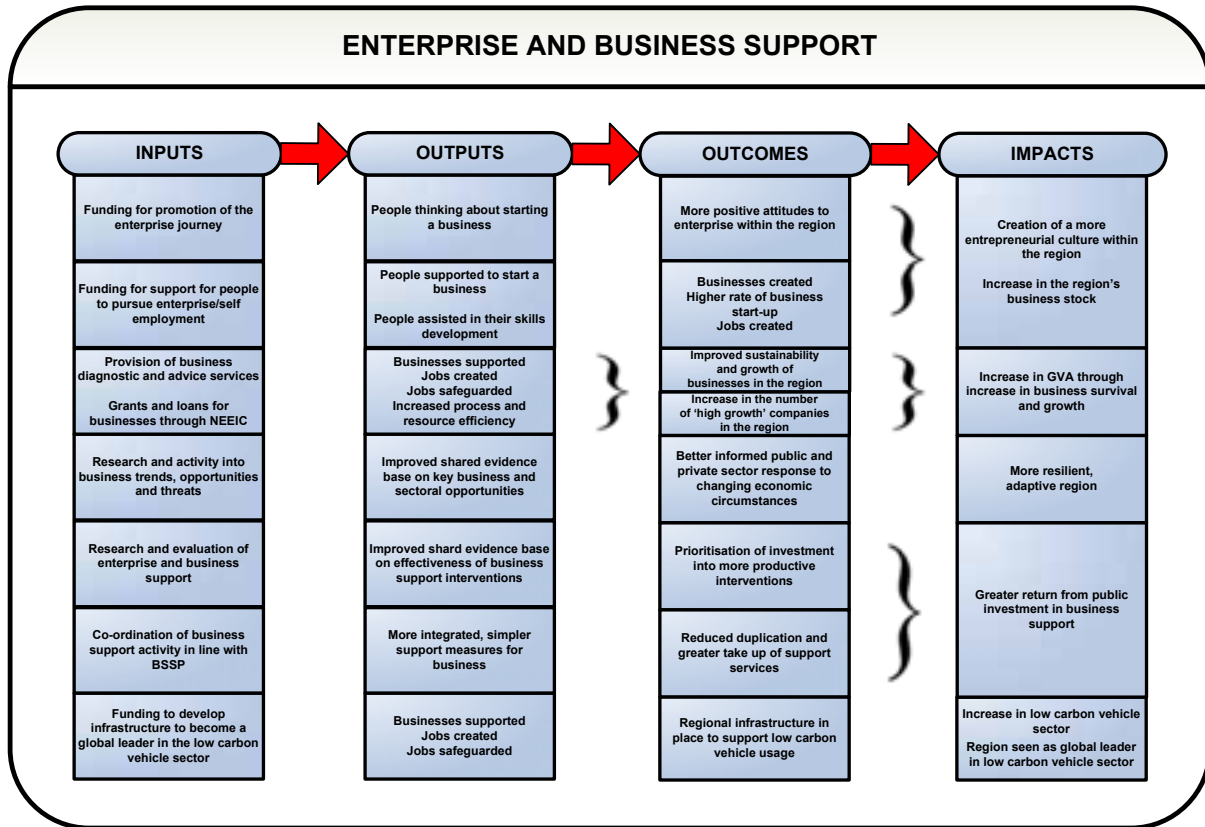 ENTERPRISE AND BUSINESS SUPPORT
INPUTS
Funding for promotion of the
enterprise journey
Funding for support for people
to pursue enterprise/self
employment
Provision of business
diagnostic and advice services
Grants and loans for
businesses through NEEIC
Research and activity into
business trends, opportunities
and threats
Research and evaluation of
enterprise and business
support
Co-ordination of business
support activity in line with
BSSP
Funding to develop
infrastructure to become a
global leader in the low carbon
vehicle sector
OUTPUTS
People thinking about starting
a business
People supported to start a
business
People assisted in their skills
development
Businesses supported
Jobs created
Jobs safeguarded
Increased process and
resource efficiency
Improved shared evidence
base on key business and
sectoral opportunities
Improved shard evidence base
on effectiveness of business
support interventions
More integrated, simpler
support measures for
business
Businesses supported
Jobs created
Jobs safeguarded
OUTCOMES
More positive attitudes to
enterprise within the region
Businesses created
Higher rate of business
start-up
Jobs created
Improved sustainability
and growth of
businesses in the region
Increase in the number
of ‘high growth’ companies
in the region
Better informed public and
private sector response to
changing economic
circumstances
Prioritisation of investment
into more productive
interventions
Reduced duplication and
greater take up of support
services
Regional infrastructure in
place to support low carbon
vehicle usage
IMPACTS
Creation of a more
entrepreneurial culture within
the region
Increase in the region’s
business stock
Increase in GVA through
increase in business survival
and growth
More resilient,
adaptive region
Greater return from public
investment in business
support
Increase in low carbon vehicle
sector
Region seen as global leader
in low carbon vehicle sector